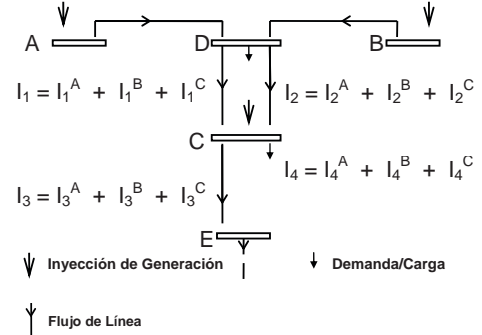 A D B
I₁ = I₁ᴬ + I₁ᴮ + I₁ᶜ I₂ = I₂ᴬ + I₂ᴮ + I₂ᶜ
C
I₄ = I₄ᴬ + I₄ᴮ + I₄ᶜ
I₃ = I₃ᴬ + I₃ᴮ + I₃ᶜ
E
Inyección de Generación Demanda/Carga
Flujo de Línea